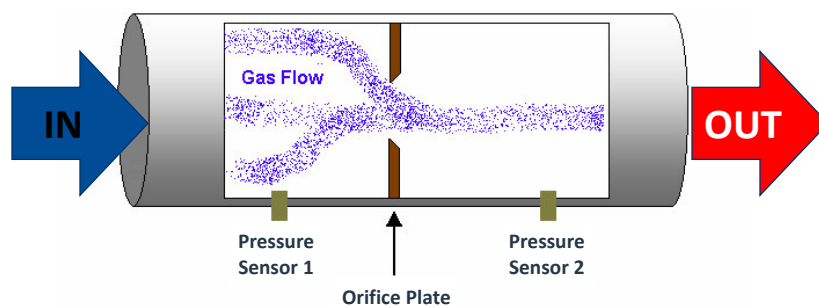 Gas Flow
IN
OUT
Pressure
Sensor 1
Pressure
Sensor 2
Orifice Plate